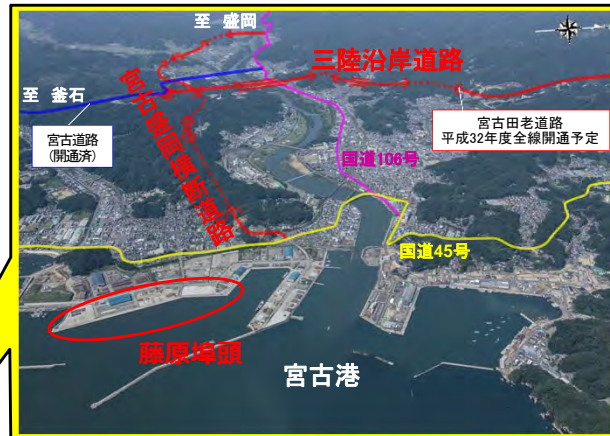 至 盛岡
三陸沿岸道路
至 釜石
宮古道路
(開通済)
宮古盛岡横断道路
宮古田老道路
平成32年度全線開通予定
国道106号
国道45号
藤原埠頭
宮古港